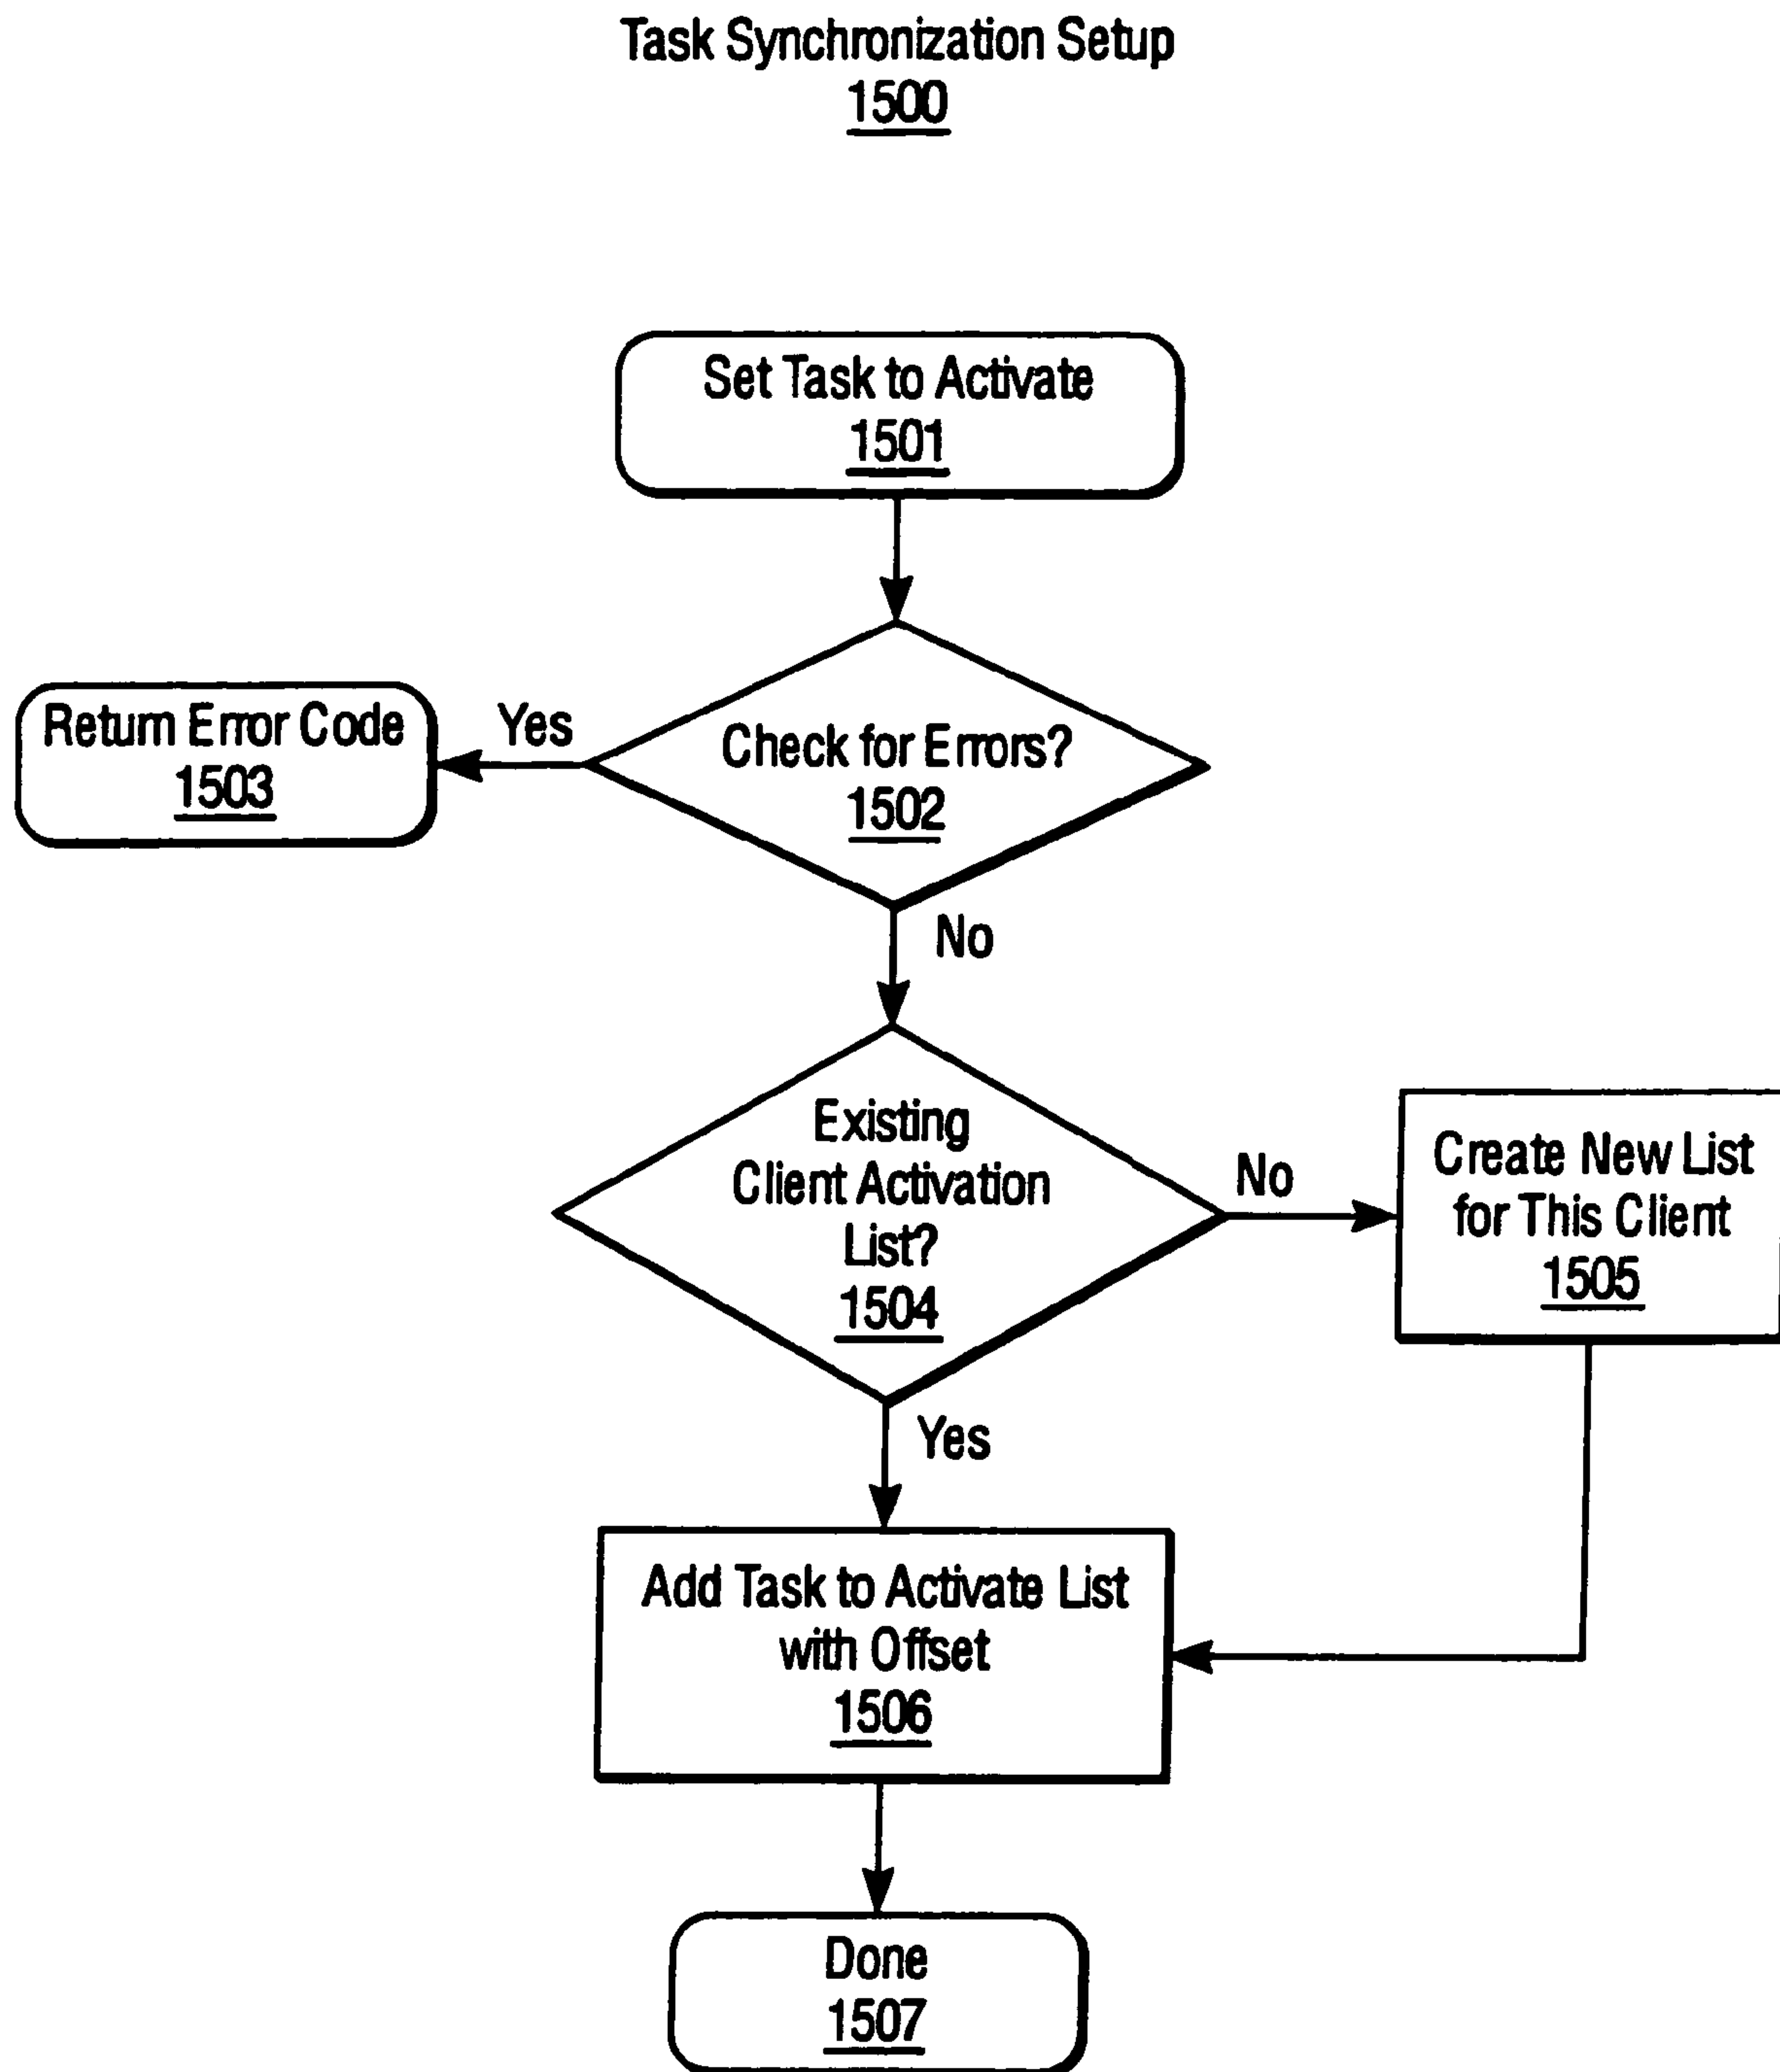 Task Synchronization Setup
1500
Set Task to Activate
1501
Check for Errors?
1502
Yes
Return Error Code
1503
No
Existing
Client Activation
List?
1504
No
Create New List
for This Client
1505
Yes
Add Task to Activate List
with Offset
1506
Done
1507